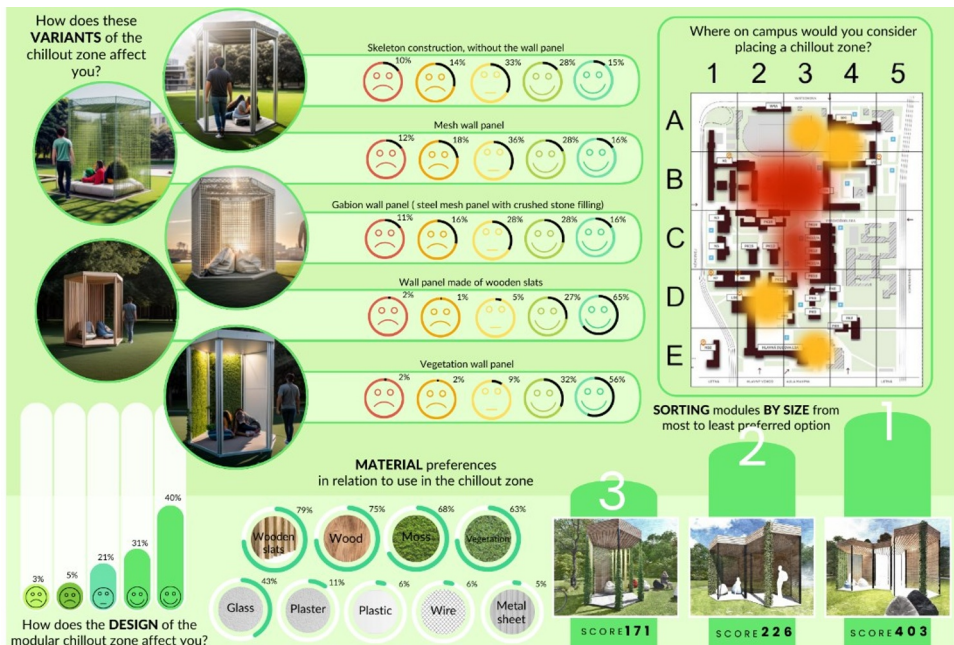 How does these
VARIANTS of the
chillout zone affect
you?
Skeleton construction, without the wall panel
10% 14% 33% 28% 15%
Mesh wall panel
12% 18% 36% 28% 16%
Gabion wall panel ( steel mesh panel with crushed stone filling)
11% 16% 28% 28% 16%
Wall panel made of wooden slats
2% 1% 5% 27% 65%
Vegetation wall panel
2% 2% 9% 32% 56%
Where on campus would you consider
placing a chillout zone?
1 2 3 4 5
A
B
C
D
E
SORTING modules BY SIZE from
most to least preferred option
3 2 1
SCORE 171
SCORE 226
SCORE 403
MATERIAL preferences
in relation to use in the chillout zone
79% 75% 68% 63%
Wooden
slats
Wood
Moss
Vegetation
43% 11% 6% 6% 5%
Glass
Plaster
Plastic
Wire
Metal
sheet
3% 5% 21% 31% 40%
How does the DESIGN of the
modular chillout zone affect you?